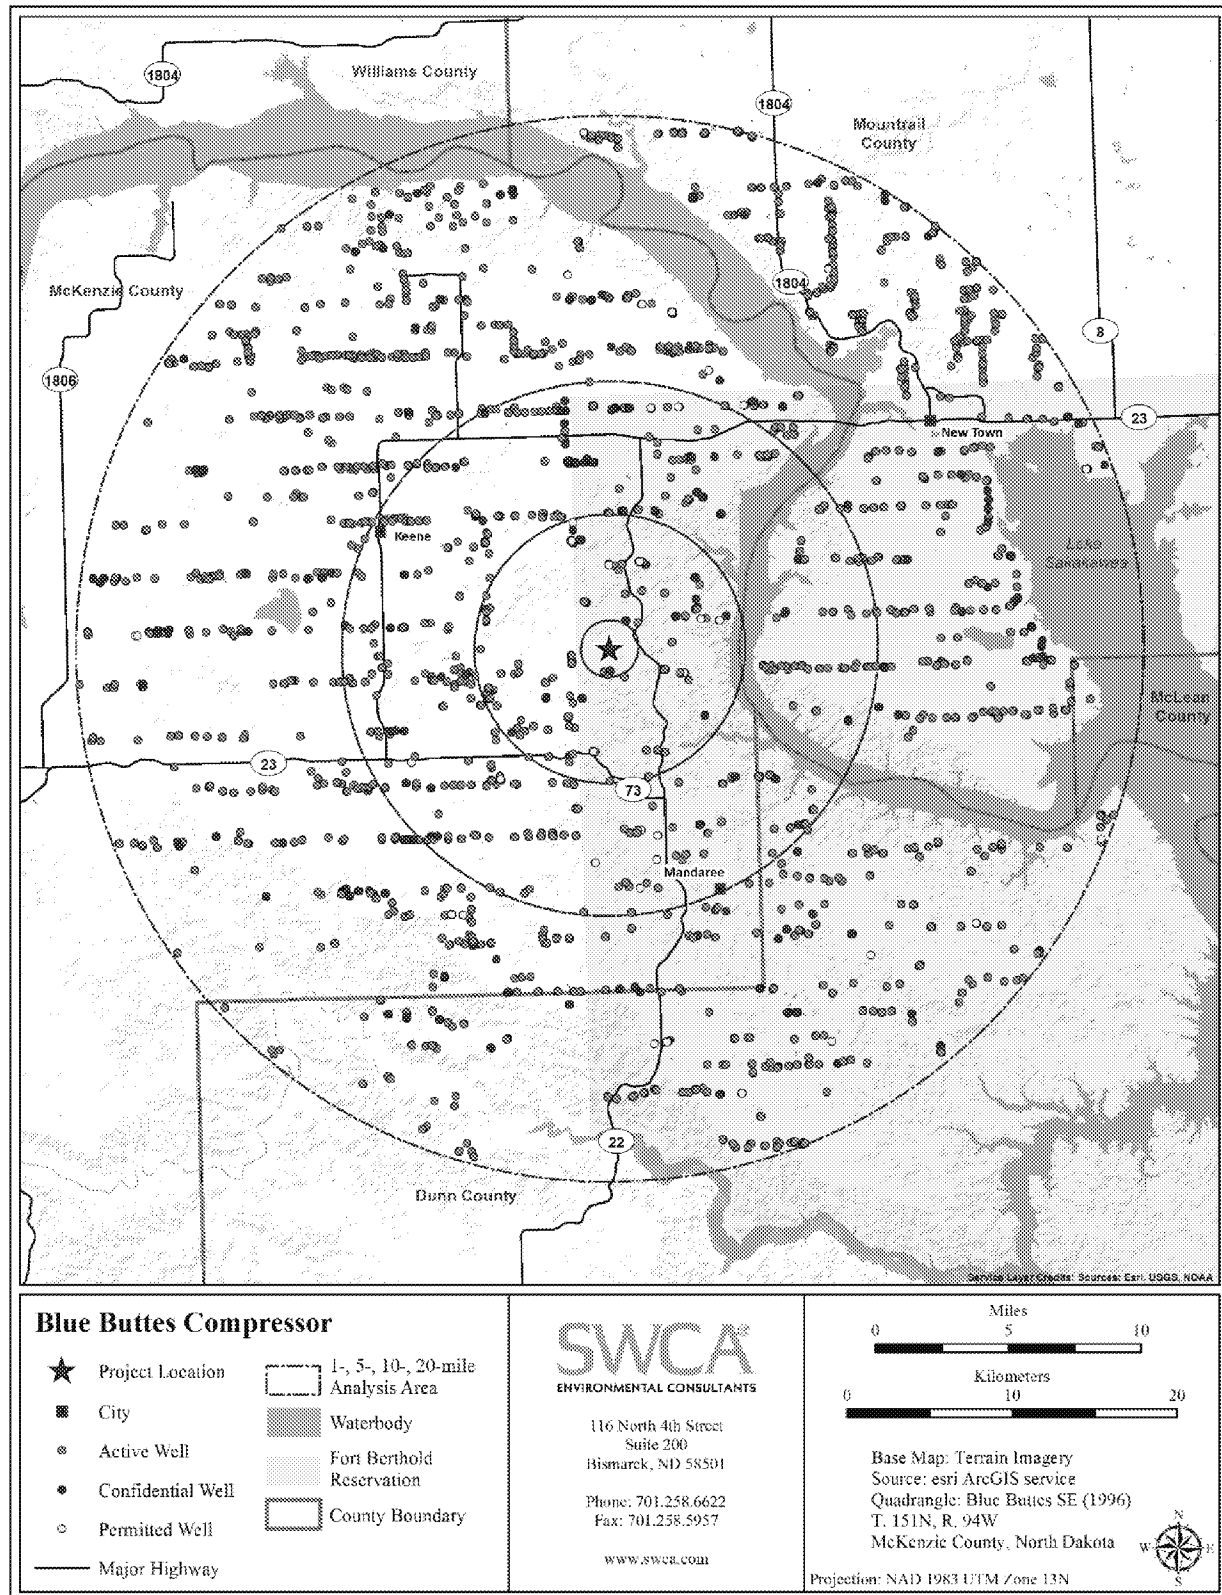 1804
Williams County
1804
Mountrail
County
McKenzie County
1804
8
1806
23
New Town
Keene
Lake
Sakakawea
McLean
County
23
73
Mandaree
22
Dunn County
Service Layer Credits: Sources: Esri, USGS, NOAA
Blue Buttes Compressor
Project Location
City
Active Well
Confidential Well
Permitted Well
Major Highway
1-, 5-, 10-, 20-mile
Analysis Area
Waterbody
Fort Berthold
Reservation
County Boundary
SWCA®
ENVIRONMENTAL CONSULTANTS
116 North 4th Street
Suite 200
Bismarck, ND 58501
Phone: 701.258.6622
Fax: 701.258.5957
www.swca.com
Miles
0 5 10
Kilometers
0 10 20
Base Map: Terrain Imagery
Source: esri ArcGIS service
Quadrangle: Blue Buttes SE (1996)
T. 151N, R. 94W
McKenzie County, North Dakota
N
W E
S
Projection: NAD 1983 UTM Zone 13N